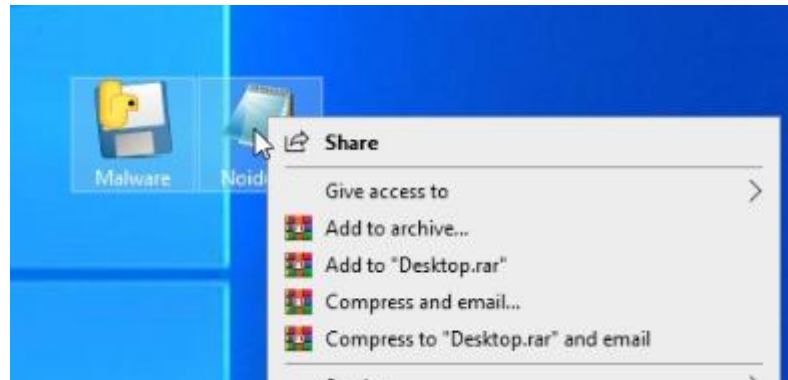 Malware
Share
Give access to
Add to archive...
Add to "Desktop.rar"
Compress and email...
Compress to "Desktop.rar" and email